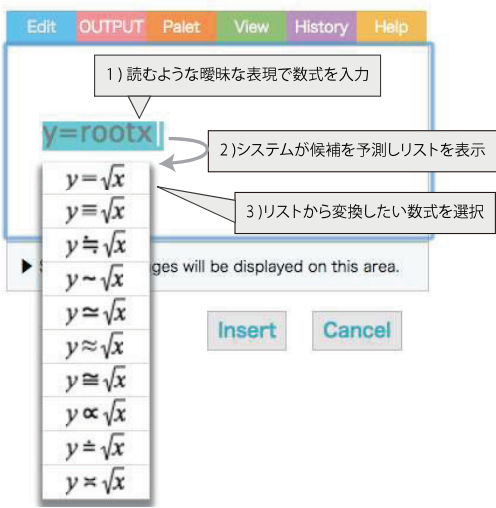 Edit OUTPUT Palet View History Help
1)読むような曖昧な表現で数式を入力
y=rootx
2)システムが候補を予測しリストを表示
y=√x
3)リストから変換したい数式を選択
y≡√x
y≒√x
y∼√x
ges will be displayed on this area.
y≃√x
y≈√x
Insert Cancel
y≅√x
y∝√x
y≐√x
y≍√x